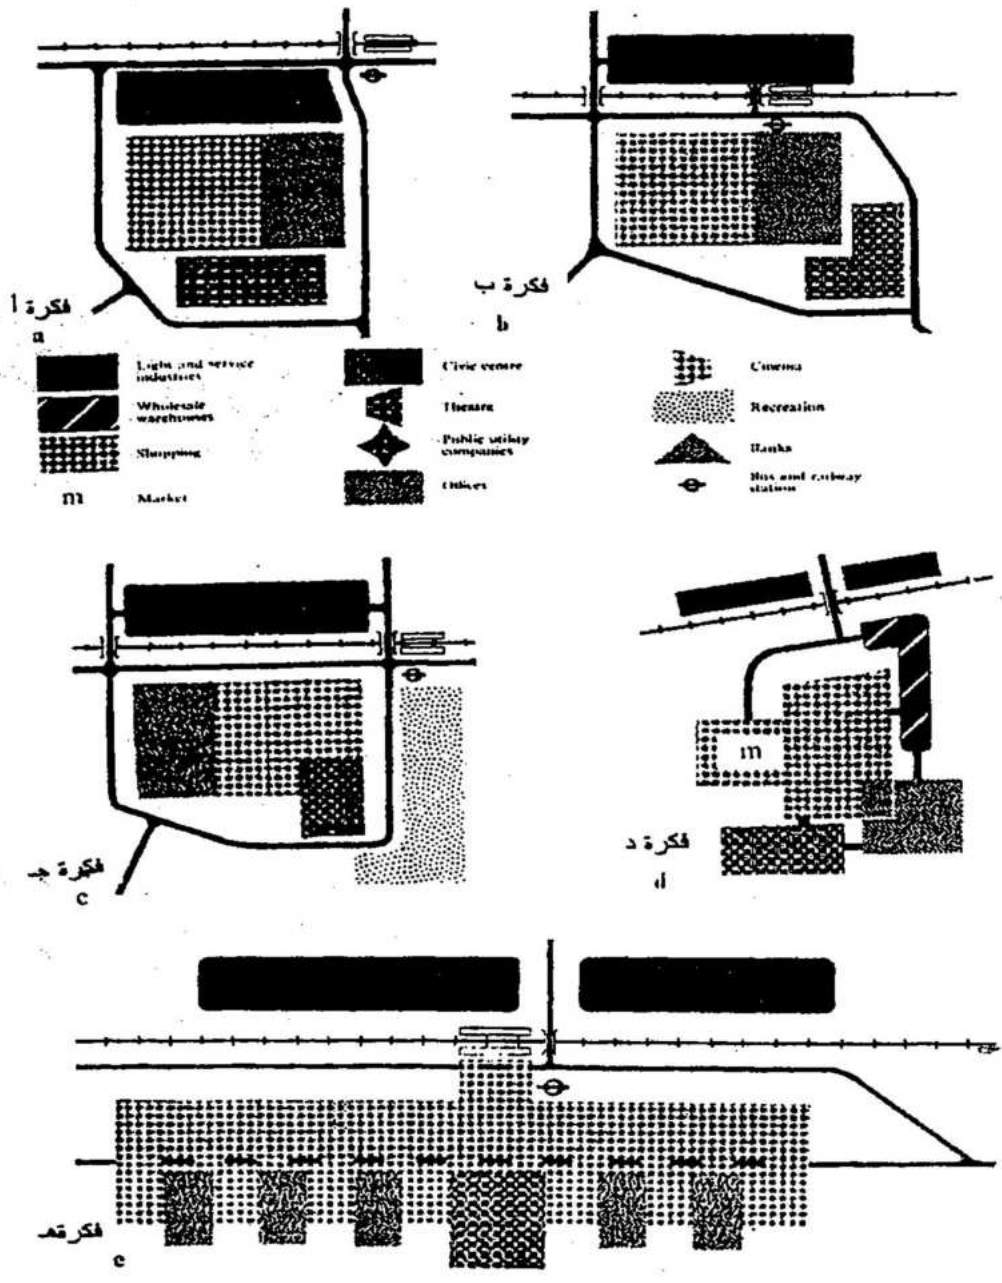 فكرة أ
a
فكرة ب
b
Light and service
industries
Wholesale
warehouses
Shopping
m
Market
Civic centre
Theatre
Public utility
companies
Offices
Cinema
Recreation
Banks
Bus and railway
station
فكرة جـ
c
m
فكرة د
d
فكرة هـ
e